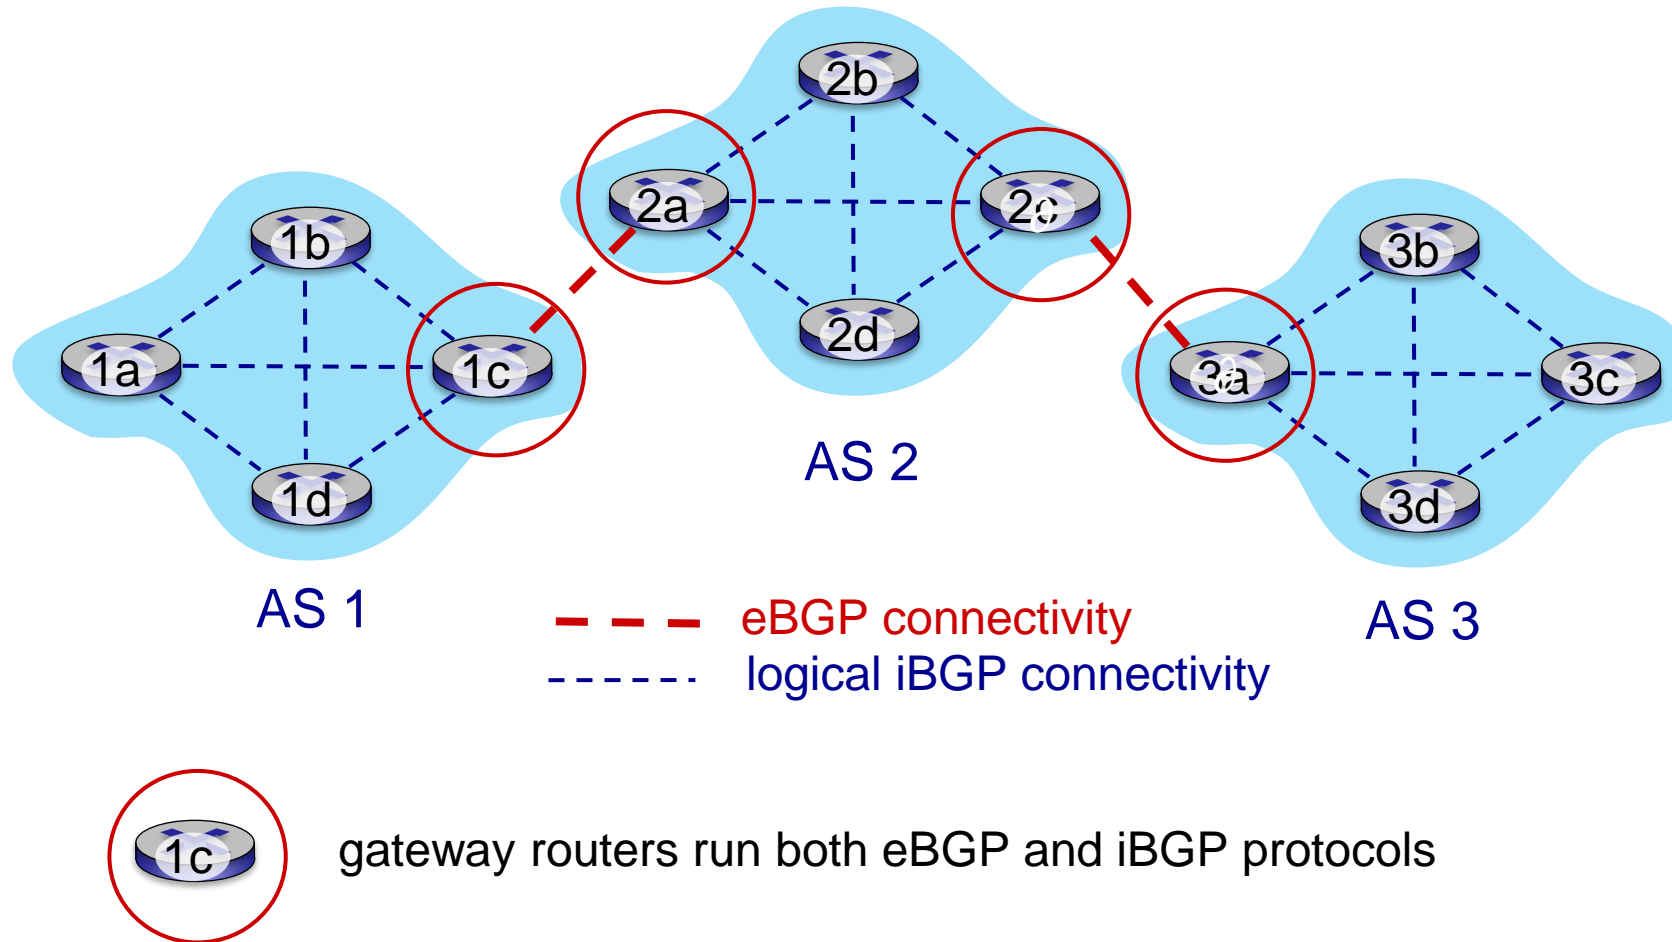 2b
2a
2c
1b
3b
2d
1a
1c
3a
3c
AS 2
1d
3d
AS 1
eBGP connectivity
AS 3
logical iBGP connectivity
1c
gateway routers run both eBGP and iBGP protocols